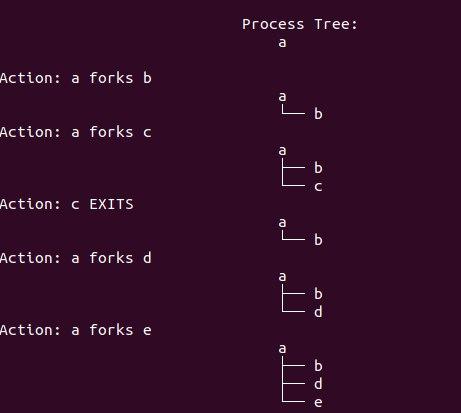 Process Tree:
a
Action: a forks b
a
└── b
Action: a forks c
a
├── b
└── c
Action: c EXITS
a
└── b
Action: a forks d
a
├── b
└── d
Action: a forks e
a
├── b
├── d
└── e